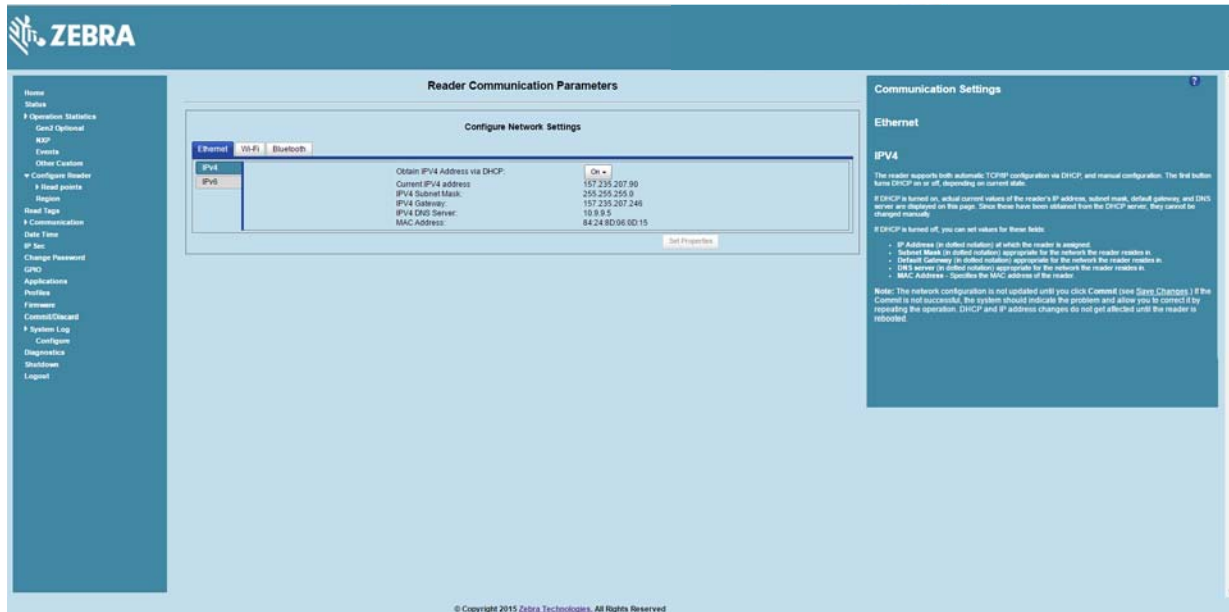 ZEBRA
Home
Status
Operation Statistics
Gen2 Optional
NXP
Events
Other Custom
Configure Reader
Read points
Region
Read Tags
Communication
Date Time
IP Sec
Change Password
GPIO
Applications
Profiles
Firmware
Commit/Discard
System Log
Configure
Diagnostics
Shutdown
Logout
Reader Communication Parameters
Configure Network Settings
Ethernet Wi-Fi Bluetooth
IPV4
IPV6
Obtain IPV4 Address via DHCP: On
Current IPV4 address 157.235.207.90
IPV4 Subnet Mask: 255.255.255.0
IPV4 Gateway: 157.235.207.246
IPV4 DNS Server: 10.9.9.5
MAC Address: 84:24:8D:96:0D:15
Set Properties
?
Communication Settings
Ethernet
IPV4
The reader supports both automatic TCP/IP configuration via DHCP, and manual configuration. The first button
turns DHCP on or off, depending on current state.
If DHCP is turned on, actual current values of the reader's IP address, subnet mask, default gateway, and DNS
server are displayed on this page. Since these have been obtained from the DHCP server, they cannot be
changed manually.
If DHCP is turned off, you can set values for these fields:
• IP Address (in dotted notation) at which the reader is assigned.
• Subnet Mask (in dotted notation) appropriate for the network the reader resides in.
• Default Gateway (in dotted notation) appropriate for the network the reader resides in.
• DNS server (in dotted notation) appropriate for the network the reader resides in.
• MAC Address - Specifies the MAC address of the reader.
Note: The network configuration is not updated until you click Commit (see Save Changes.) If the
Commit is not successful, the system should indicate the problem and allow you to correct it by
repeating the operation. DHCP and IP address changes do not get affected until the reader is
rebooted.
© Copyright 2015 Zebra Technologies. All Rights Reserved